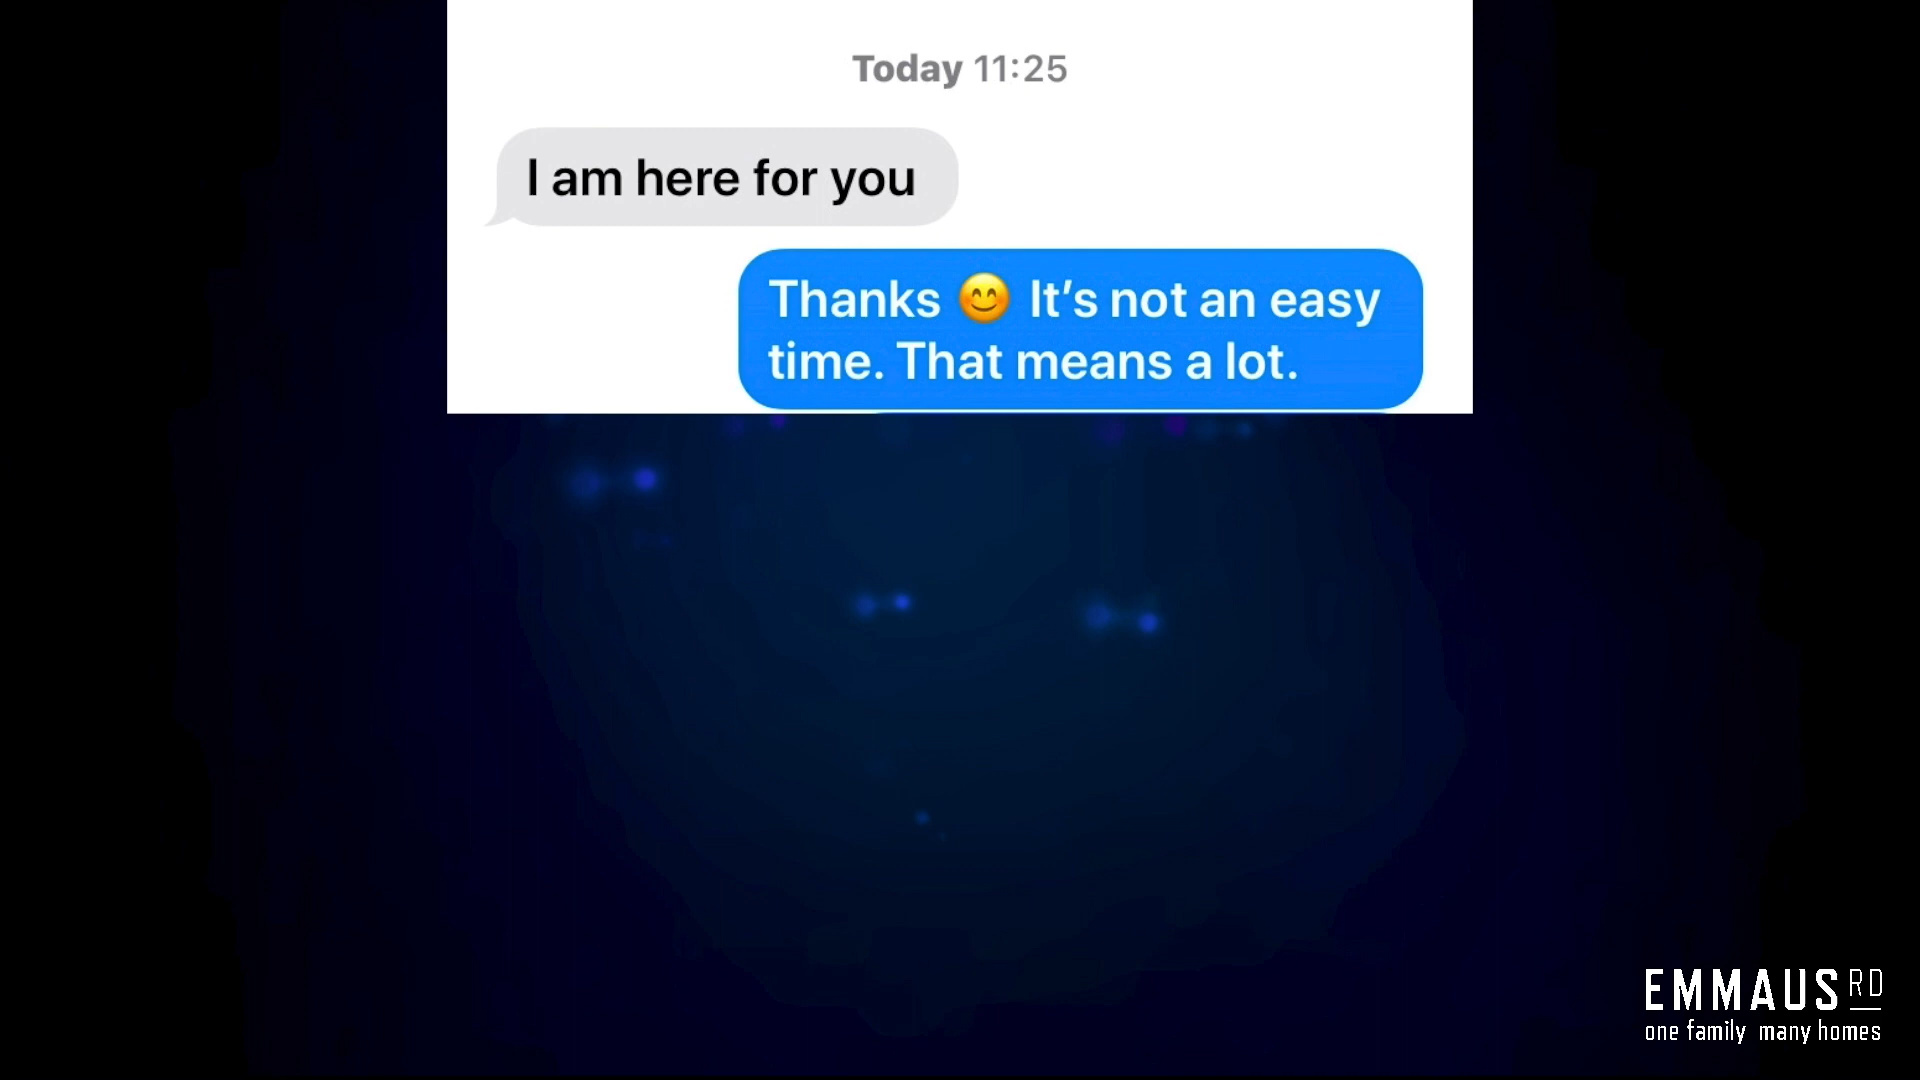 Today 11:25
I am here for you
Thanks 😊 It’s not an easy
time. That means a lot.
EMMAUS RD
one family many homes